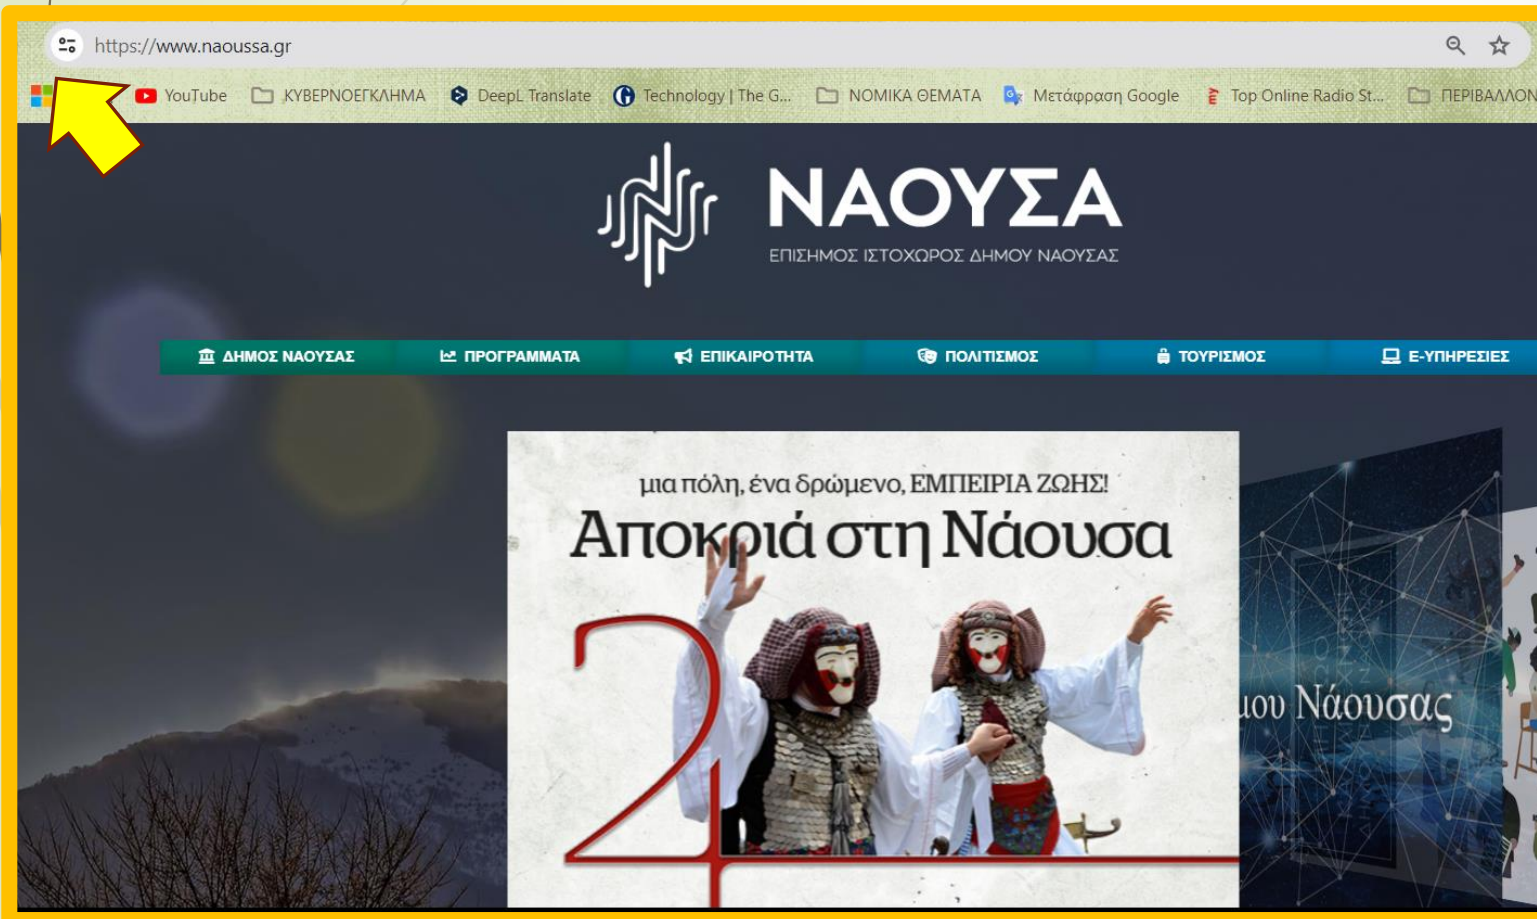 https://www.naoussa.gr
YouTube ΚΥΒΕΡΝΟΕΓΚΛΗΜΑ DeepL Translate Technology | The G... ΝΟΜΙΚΑ ΘΕΜΑΤΑ Μετάφραση Google Top Online Radio St... ΠΕΡΙΒΑΛΛΟΝ
ΝΑΟΥΣΑ
ΕΠΙΣΗΜΟΣ ΙΣΤΟΧΩΡΟΣ ΔΗΜΟΥ ΝΑΟΥΣΑΣ
ΔΗΜΟΣ ΝΑΟΥΣΑΣ ΠΡΟΓΡΑΜΜΑΤΑ ΕΠΙΚΑΙΡΟΤΗΤΑ ΠΟΛΙΤΙΣΜΟΣ ΤΟΥΡΙΣΜΟΣ Ε-ΥΠΗΡΕΣΙΕΣ
μια πόλη, ένα δρώμενο, ΕΜΠΕΙΡΙΑ ΖΩΗΣ!
Αποκριά στη Νάουσα
24
μου Νάουσας